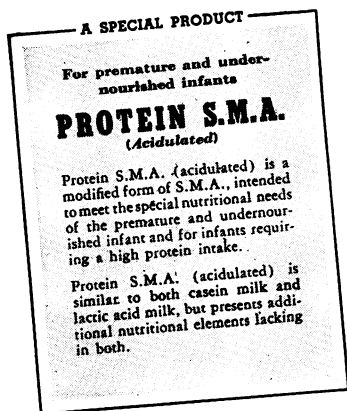 A SPECIAL PRODUCT
For premature and under-
nourished infants
PROTEIN S.M.A.
(Acidulated)
Protein S.M.A. (acidulated) is a
modified form of S.M.A., intended
to meet the special nutritional needs
of the premature and undernour-
ished infant and for infants requir-
ing a high protein intake.
Protein S.M.A. (acidulated) is
similar to both casein milk and
lactic acid milk, but presents addi-
tional nutritional elements lacking
in both.